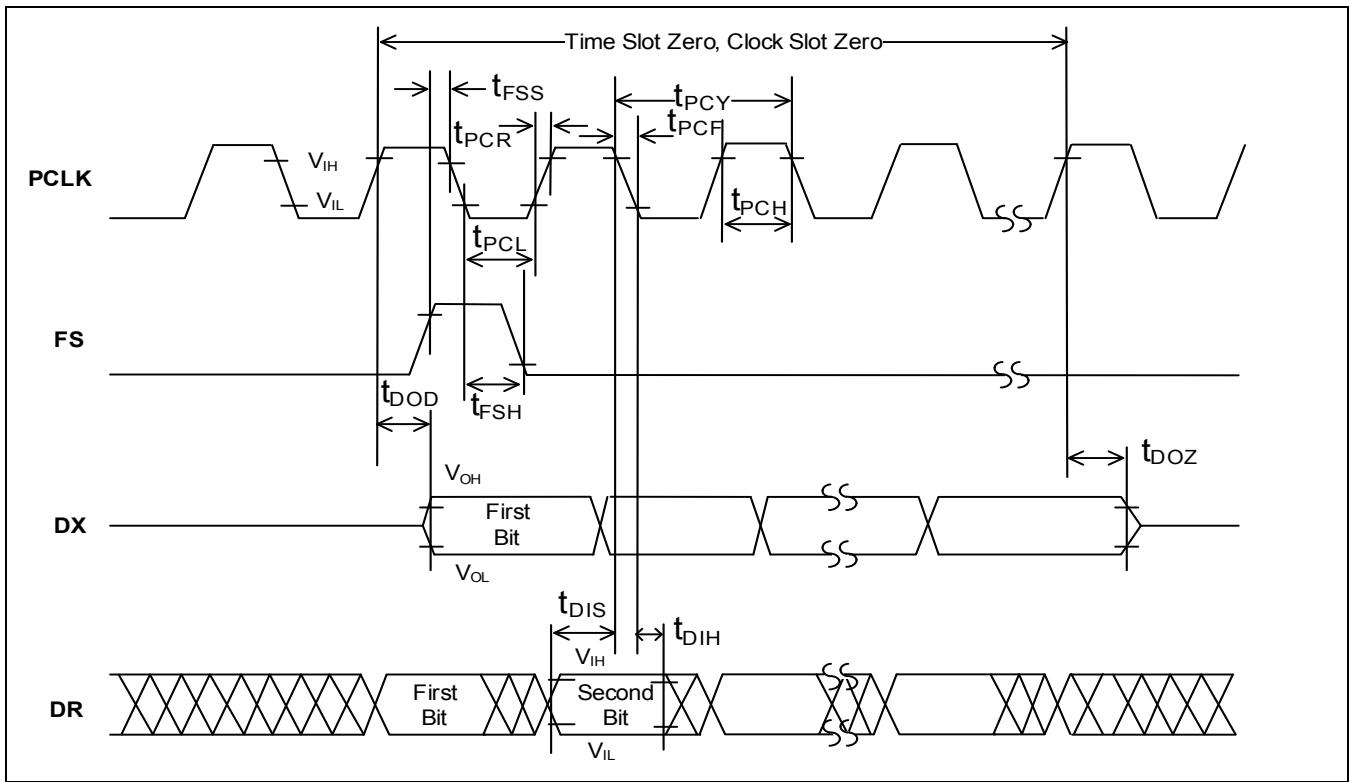 Time Slot Zero, Clock Slot Zero
tFSS
tPCY
tPCF
tPCR
VIH
PCLK
VIL
tPCH
tPCL
FS
tDOD
tFSH
tDOZ
VOH
First
Bit
DX
VOL
tDIS
tDIH
VIH
First
Bit
Second
Bit
DR
VIL